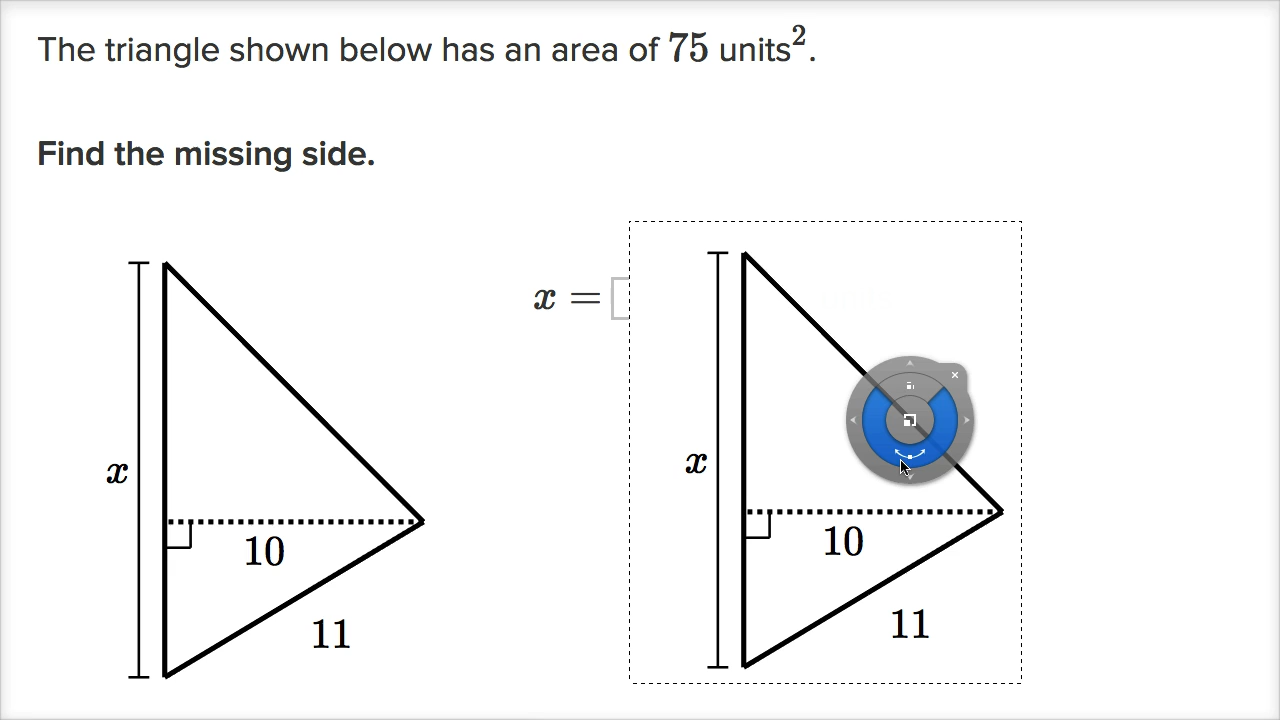 The triangle shown below has an area of 75 units².
Find the missing side.
x =
x
10
11
x
10
11